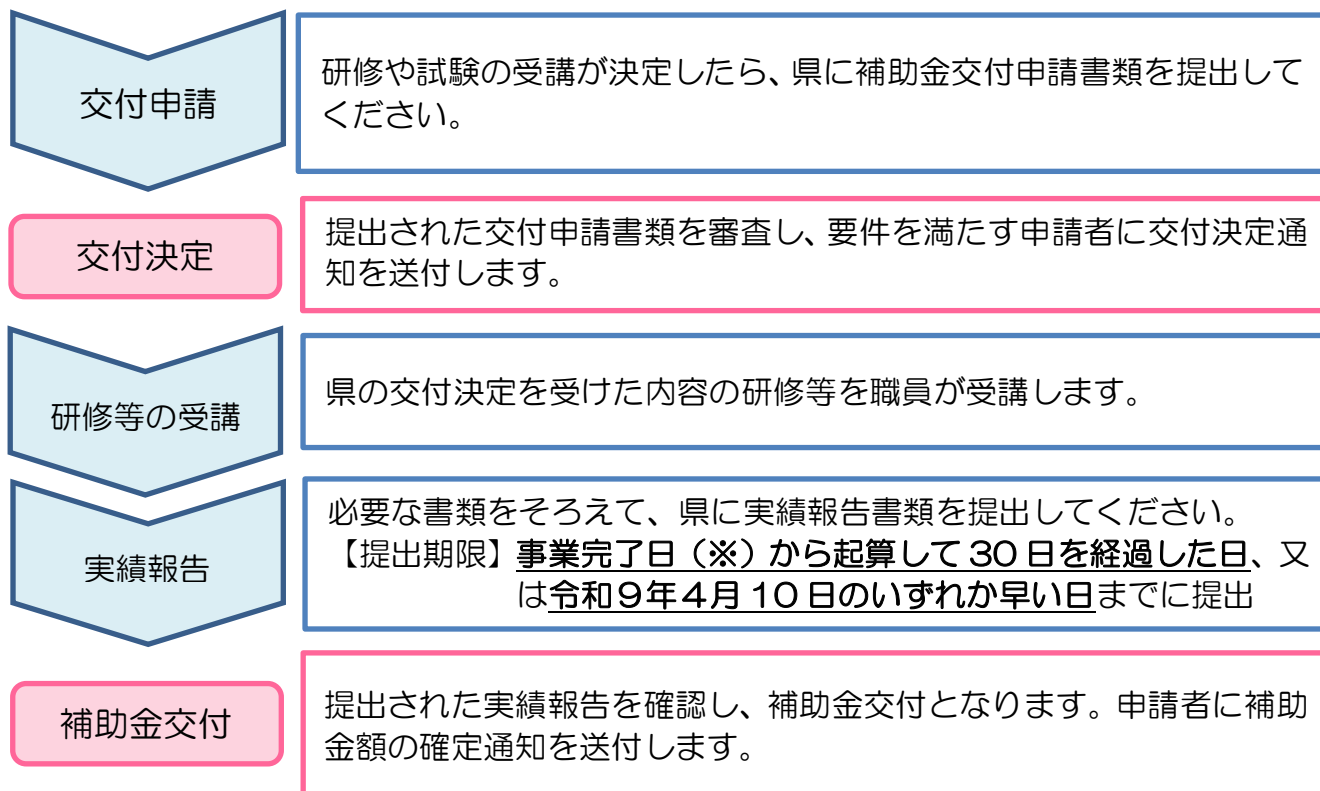 交付申請
研修や試験の受講が決定したら、県に補助金交付申請書類を提出して
ください。
交付決定
提出された交付申請書類を審査し、要件を満たす申請者に交付決定通
知を送付します。
研修等の受講
県の交付決定を受けた内容の研修等を職員が受講します。
実績報告
必要な書類をそろえて、県に実績報告書類を提出してください。
【提出期限】事業完了日（※）から起算して 30 日を経過した日、又
は令和９年４月 10 日のいずれか早い日までに提出
補助金交付
提出された実績報告を確認し、補助金交付となります。申請者に補助
金額の確定通知を送付します。